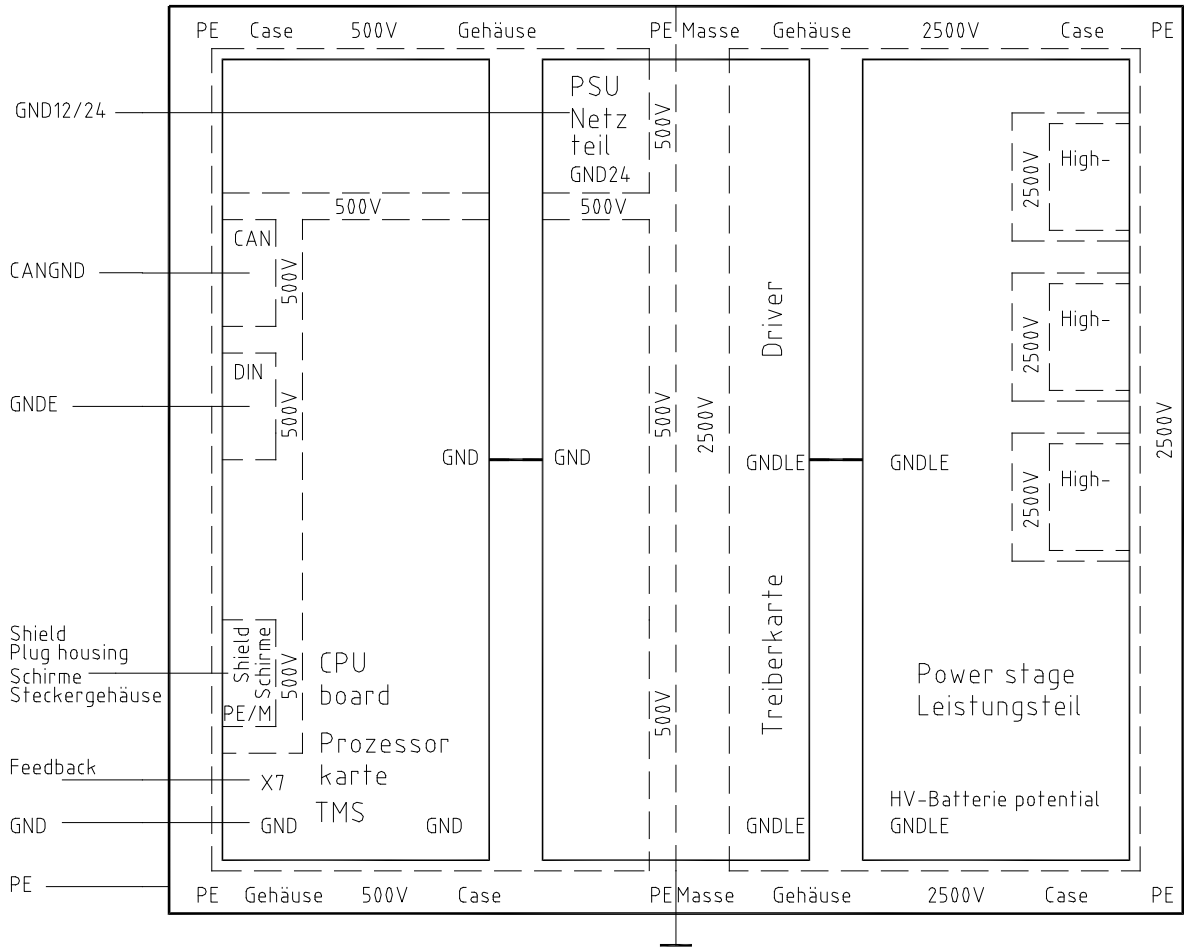 PE Case 500V Gehäuse PE Masse Gehäuse 2500V Case PE
GND12/24
PSU
Netz
teil
GND24
500V
500V
500V
CAN
500V
CANGND
DIN
500V
GNDE
GND
GND
500V
2500V
Driver
GNDLE
GNDLE
2500V
High-
2500V
High-
2500V
High-
2500V
Shield
Plug housing
Schirme
Steckergehäuse
Shield
Schirme
500V
PE/M
CPU
board
Prozessor
karte
TMS
500V
Treiberkarte
Power stage
Leistungsteil
Feedback
X7
HV-Batterie potential
GND
GND
GND
GNDLE
GNDLE
PE
PE Gehäuse 500V Case PE Masse Gehäuse 2500V Case PE